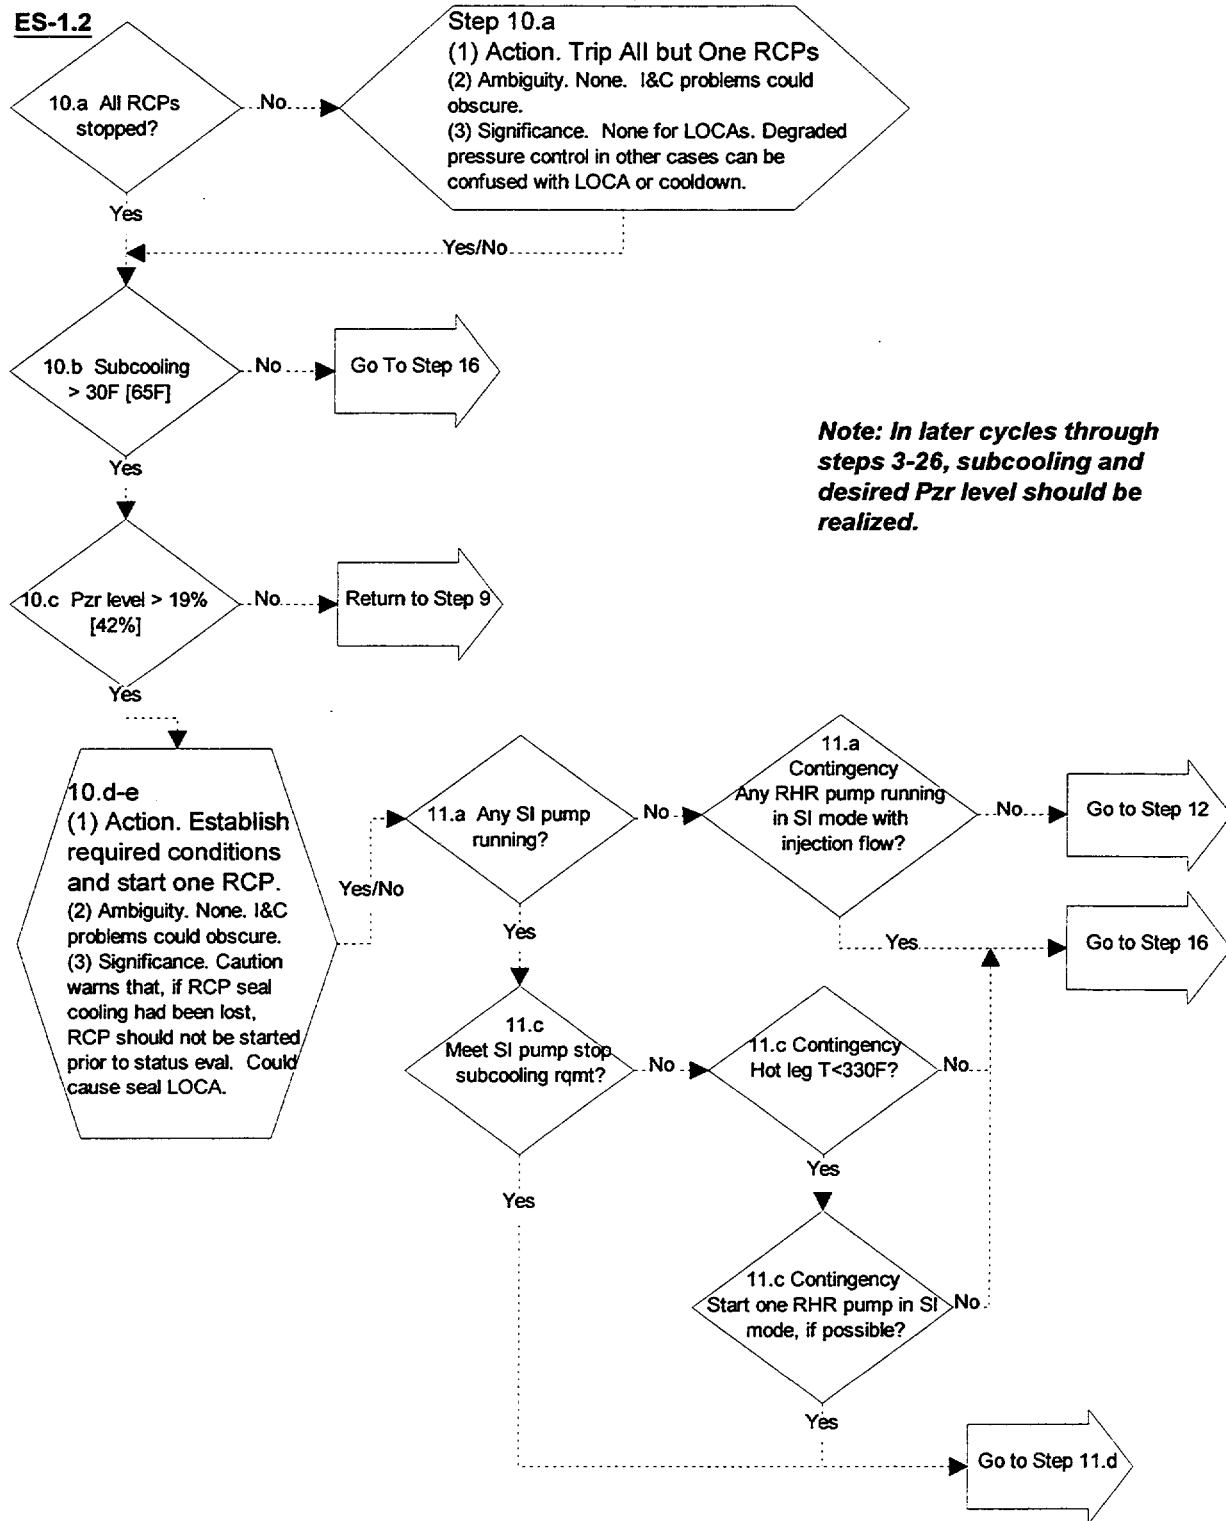 ES-1.2
10.a All RCPs
stopped?
No
Step 10.a
(1) Action. Trip All but One RCPs
(2) Ambiguity. None. I&C problems could
obscure.
(3) Significance. None for LOCAs. Degraded
pressure control in other cases can be
confused with LOCA or cooldown.
Yes
Yes/No
10.b Subcooling
> 30F [65F]
No
Go To Step 16
Note: In later cycles through
steps 3-26, subcooling and
desired Pzr level should be
realized.
Yes
10.c Pzr level > 19%
[42%]
No
Return to Step 9
Yes
10.d-e
(1) Action. Establish
required conditions
and start one RCP.
(2) Ambiguity. None. I&C
problems could obscure.
(3) Significance. Caution
warns that, if RCP seal
cooling had been lost,
RCP should not be started
prior to status eval. Could
cause seal LOCA.
Yes/No
11.a Any SI pump
running?
No
11.a
Contingency
Any RHR pump running
in SI mode with
injection flow?
No
Go to Step 12
Yes
Yes
Go to Step 16
11.c
Meet SI pump stop
subcooling rqmt?
No
11.c Contingency
Hot leg T<330F?
No
Yes
Yes
11.c Contingency
Start one RHR pump in SI
mode, if possible?
No
Yes
Go to Step 11.d